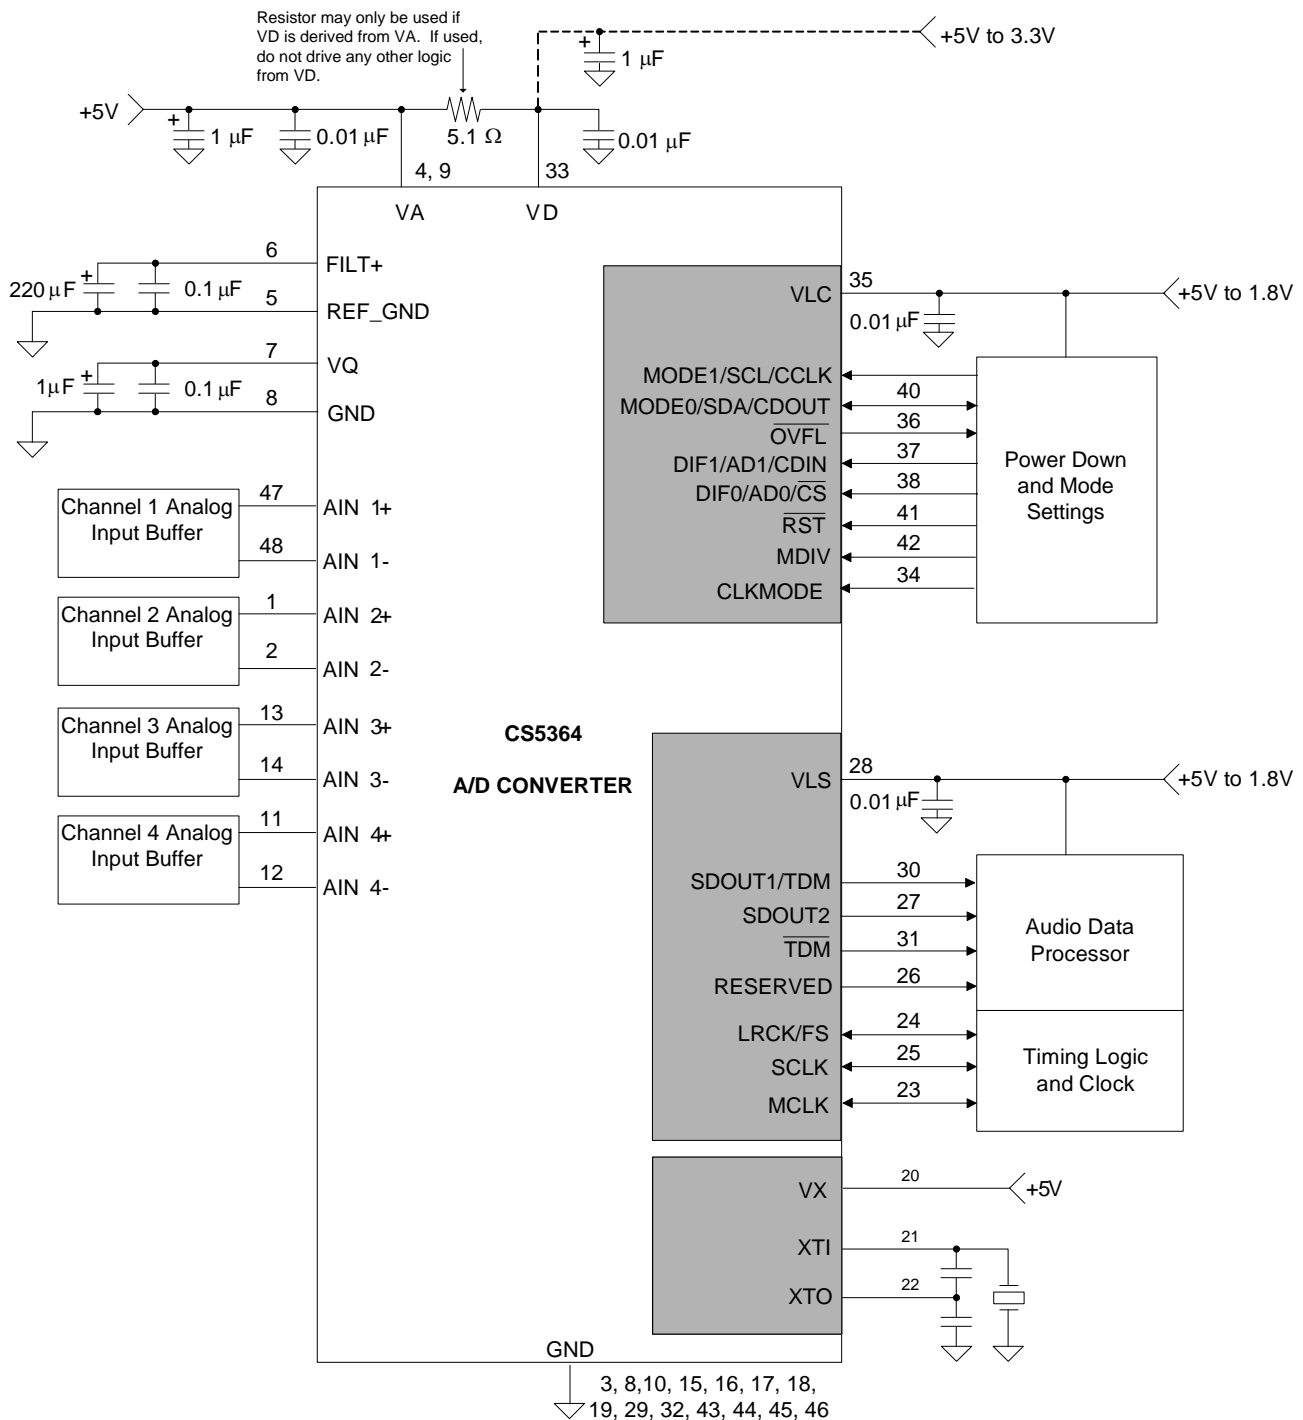 Resistor may only be used if
VD is derived from VA. If used,
do not drive any other logic
from VD.
+5V to 3.3V
+ 1 µF
+5V
+ 1 µF
0.01 µF
5.1 Ω
0.01 µF
4, 9
33
VA
VD
6
FILT+
220 µF +
0.1 µF
5
REF_GND
7
VQ
1µF +
0.1 µF
8
GND
Channel 1 Analog
Input Buffer
47
AIN 1+
48
AIN 1-
Channel 2 Analog
Input Buffer
1
AIN 2+
2
AIN 2-
Channel 3 Analog
Input Buffer
13
AIN 3+
14
AIN 3-
Channel 4 Analog
Input Buffer
11
AIN 4+
12
AIN 4-
CS5364
A/D CONVERTER
VLC
35
+5V to 1.8V
0.01 µF
MODE1/SCL/CCLK
MODE0/SDA/CDOUT
40
OVFL
36
DIF1/AD1/CDIN
37
DIF0/AD0/CS
38
RST
41
MDIV
42
CLKMODE
34
Power Down
and Mode
Settings
VLS
28
+5V to 1.8V
0.01 µF
SDOUT1/TDM
30
SDOUT2
27
TDM
31
RESERVED
26
Audio Data
Processor
LRCK/FS
24
SCLK
25
MCLK
23
Timing Logic
and Clock
VX
20
+5V
XTI
21
XTO
22
GND
3, 8,10, 15, 16, 17, 18,
19, 29, 32, 43, 44, 45, 46